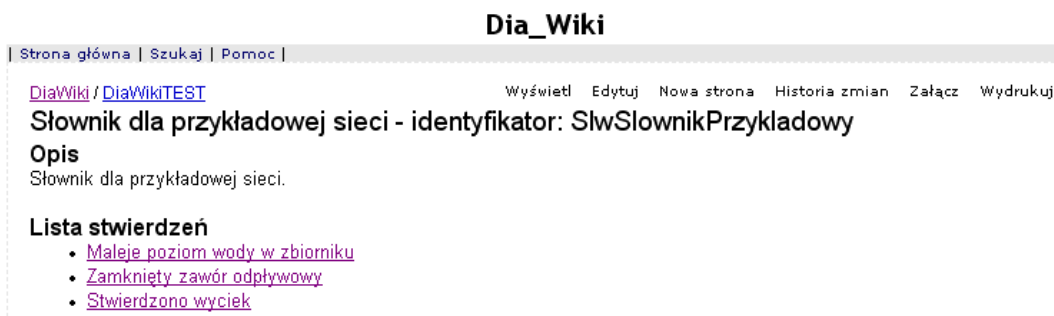 Dia_Wiki
| Strona główna | Szukaj | Pomoc |
DiaWiki / DiaWikiTEST Wyświetl Edytuj Nowa strona Historia zmian Załącz Wydrukuj
Słownik dla przykładowej sieci - identyfikator: SlwSlownikPrzykladowy
Opis
Słownik dla przykładowej sieci.
Lista stwierdzeń
• Maleje poziom wody w zbiorniku
• Zamknięty zawór odpływowy
• Stwierdzono wyciek